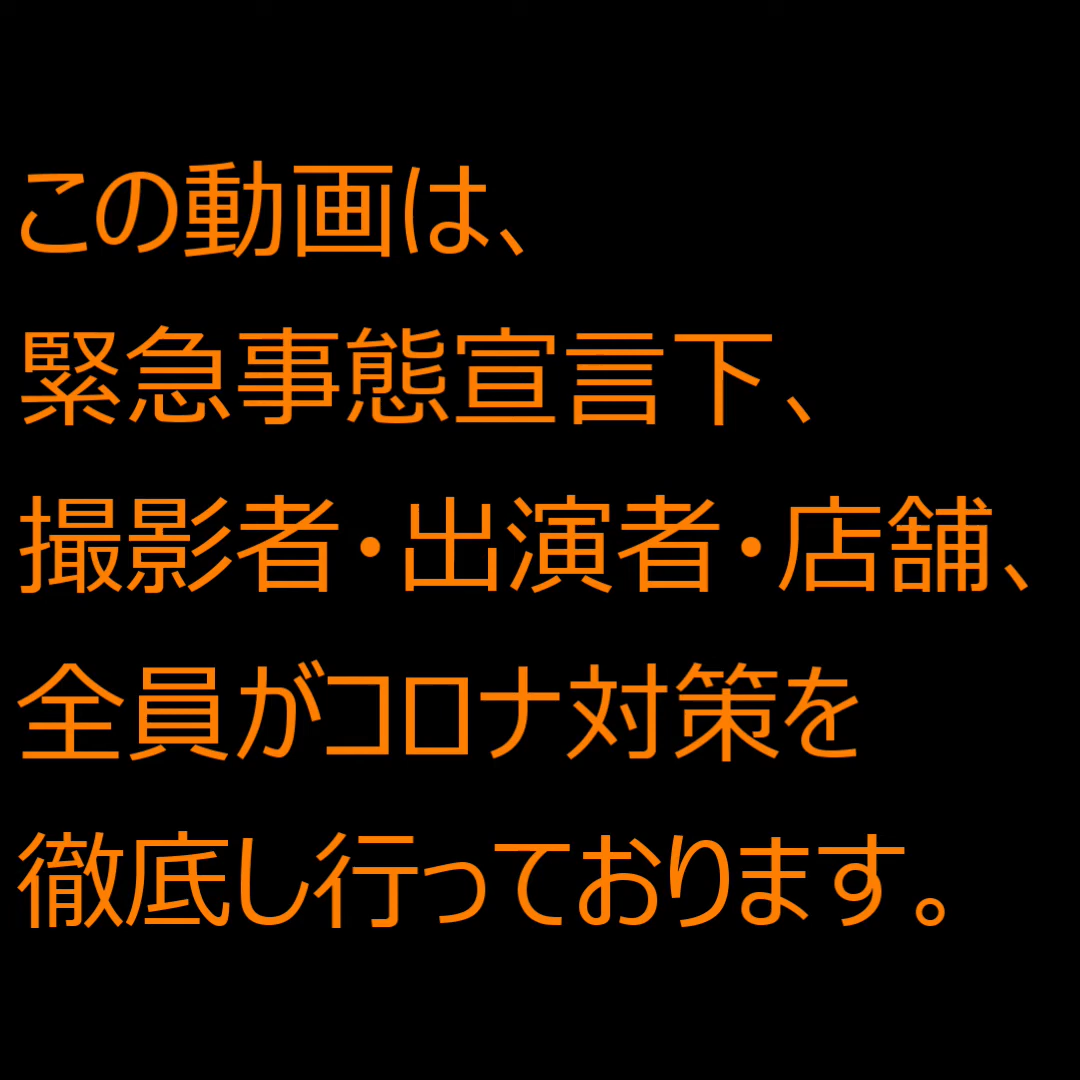 この動画は、
緊急事態宣言下、
撮影者・出演者・店舗、
全員がコロナ対策を
徹底し行っております。